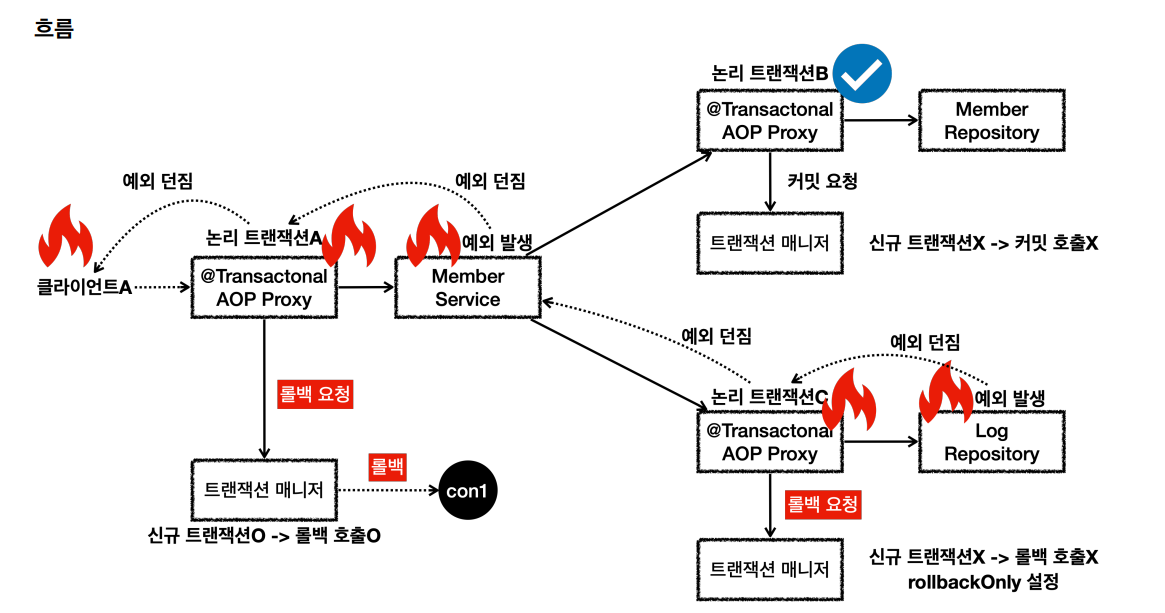 흐름
논리 트랜잭션B
@Transactonal
AOP Proxy
Member
Repository
커밋 요청
트랜잭션 매니저
신규 트랜잭션X -> 커밋 호출X
예외 던짐
예외 던짐
논리 트랜잭션A
예외 발생
클라이언트A
@Transactonal
AOP Proxy
Member
Service
롤백 요청
트랜잭션 매니저
롤백
con1
신규 트랜잭션O -> 롤백 호출O
예외 던짐
예외 던짐
논리 트랜잭션C
예외 발생
@Transactonal
AOP Proxy
Log
Repository
롤백 요청
트랜잭션 매니저
신규 트랜잭션X -> 롤백 호출X
rollbackOnly 설정